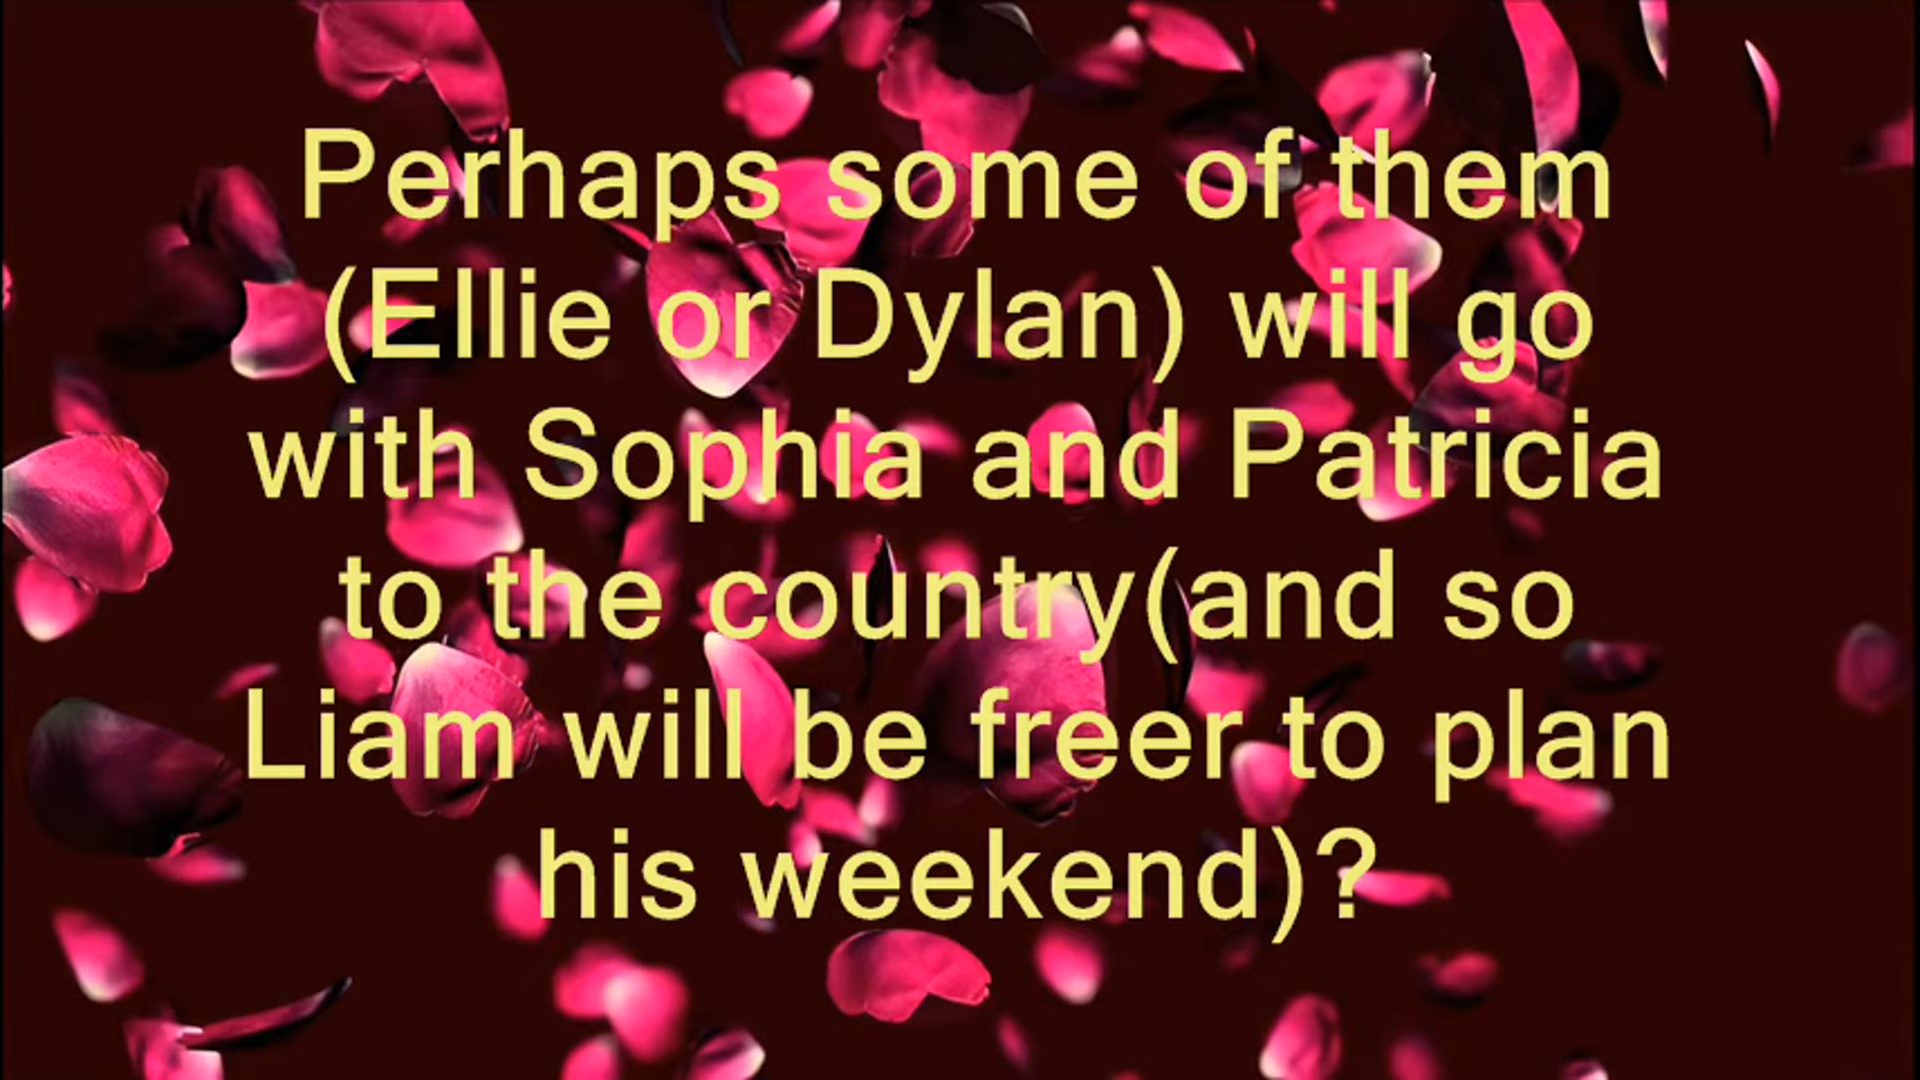 Perhaps some of them
(Ellie or Dylan) will go
with Sophia and Patricia
to the country(and so
Liam will be freer to plan
his weekend)?